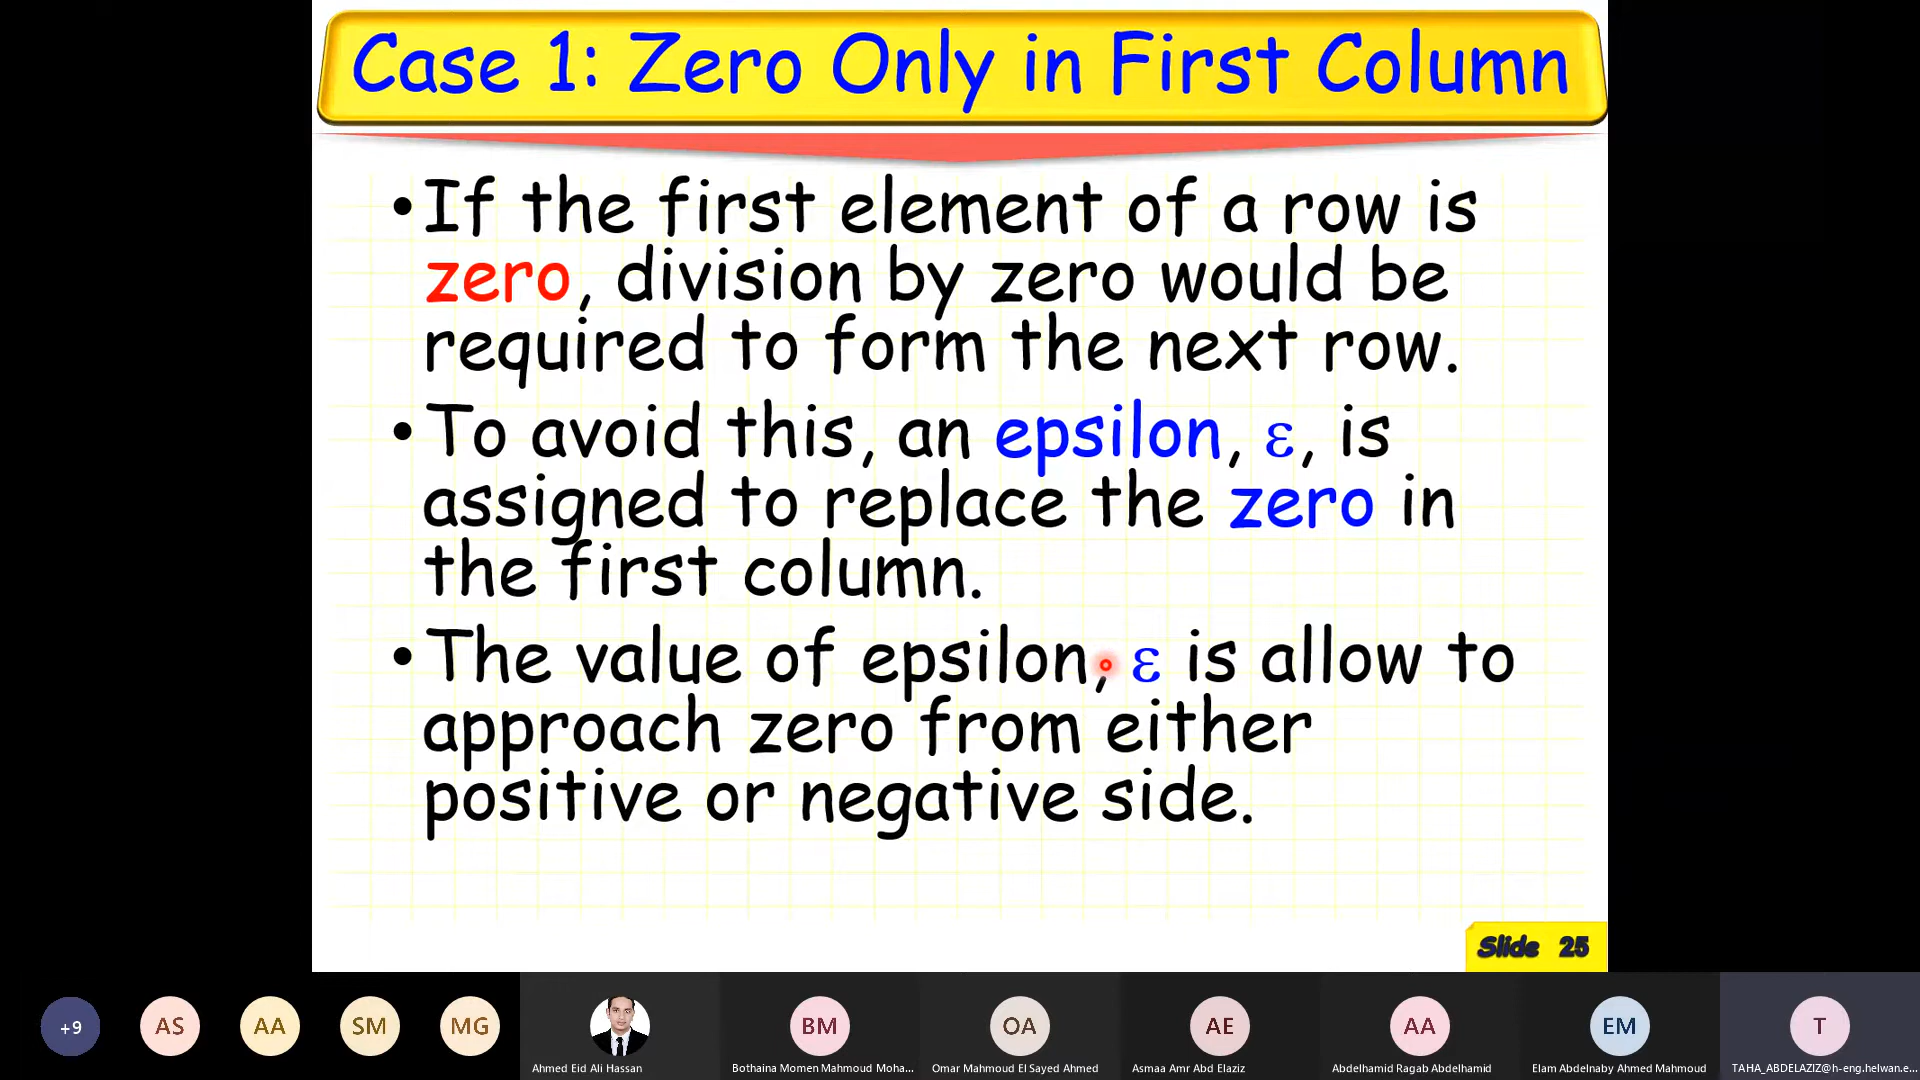 Case 1: Zero Only in First Column
•If the first element of a row is
zero, division by zero would be
required to form the next row.
•To avoid this, an epsilon, ε, is
assigned to replace the zero in
the first column.
•The value of epsilon, ε is allow to
approach zero from either
positive or negative side.
Slide 25
+9
AS
AA
SM
MG
BM
OA
AE
AA
EM
T
Ahmed Eid Ali Hassan
Bothaina Momen Mahmoud Moha...
Omar Mahmoud El Sayed Ahmed
Asmaa Amr Abd Elaziz
Abdelhamid Ragab Abdelhamid
Elam Abdelnaby Ahmed Mahmoud
TAHA_ABDELAZIZ@h-eng.helwan.e...